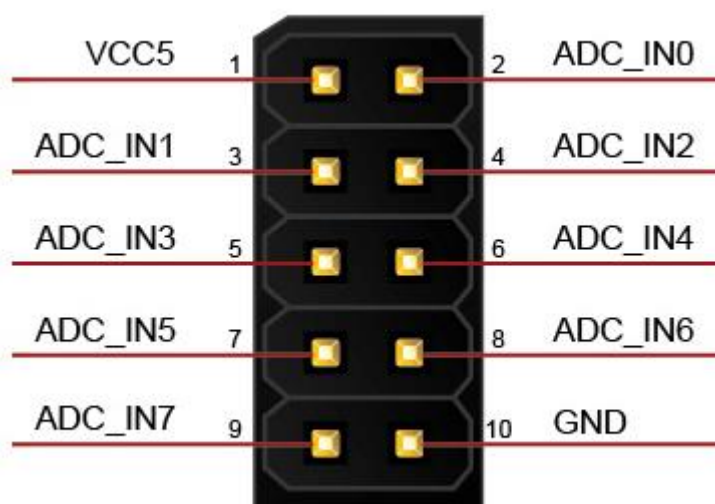 VCC5 1 2 ADC_IN0
ADC_IN1 3 4 ADC_IN2
ADC_IN3 5 6 ADC_IN4
ADC_IN5 7 8 ADC_IN6
ADC_IN7 9 10 GND